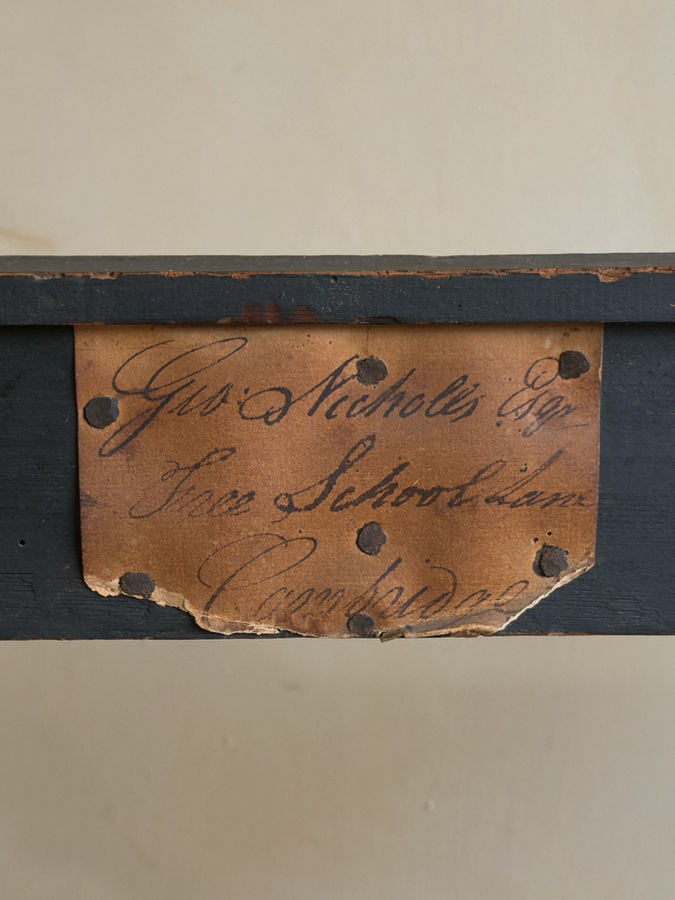 Geo: Nicholls Esqr
Free School Lane
Cambridge